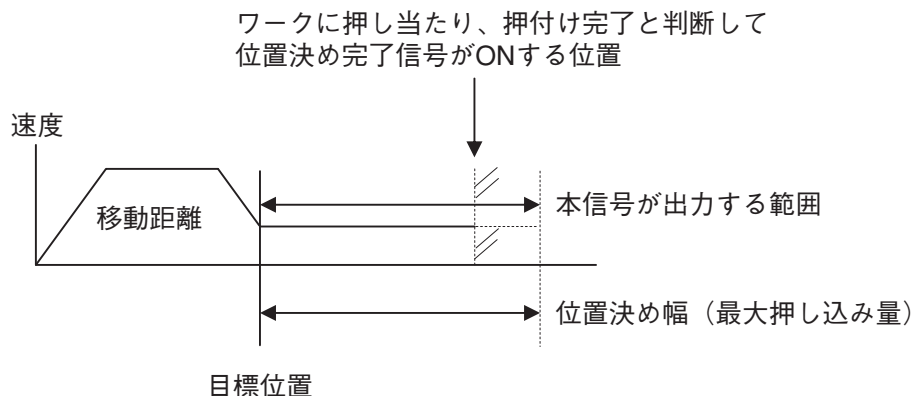 ワークに押し当たり、押付け完了と判断して
位置決め完了信号がONする位置
速度
移動距離
本信号が出力する範囲
位置決め幅（最大押し込み量）
目標位置